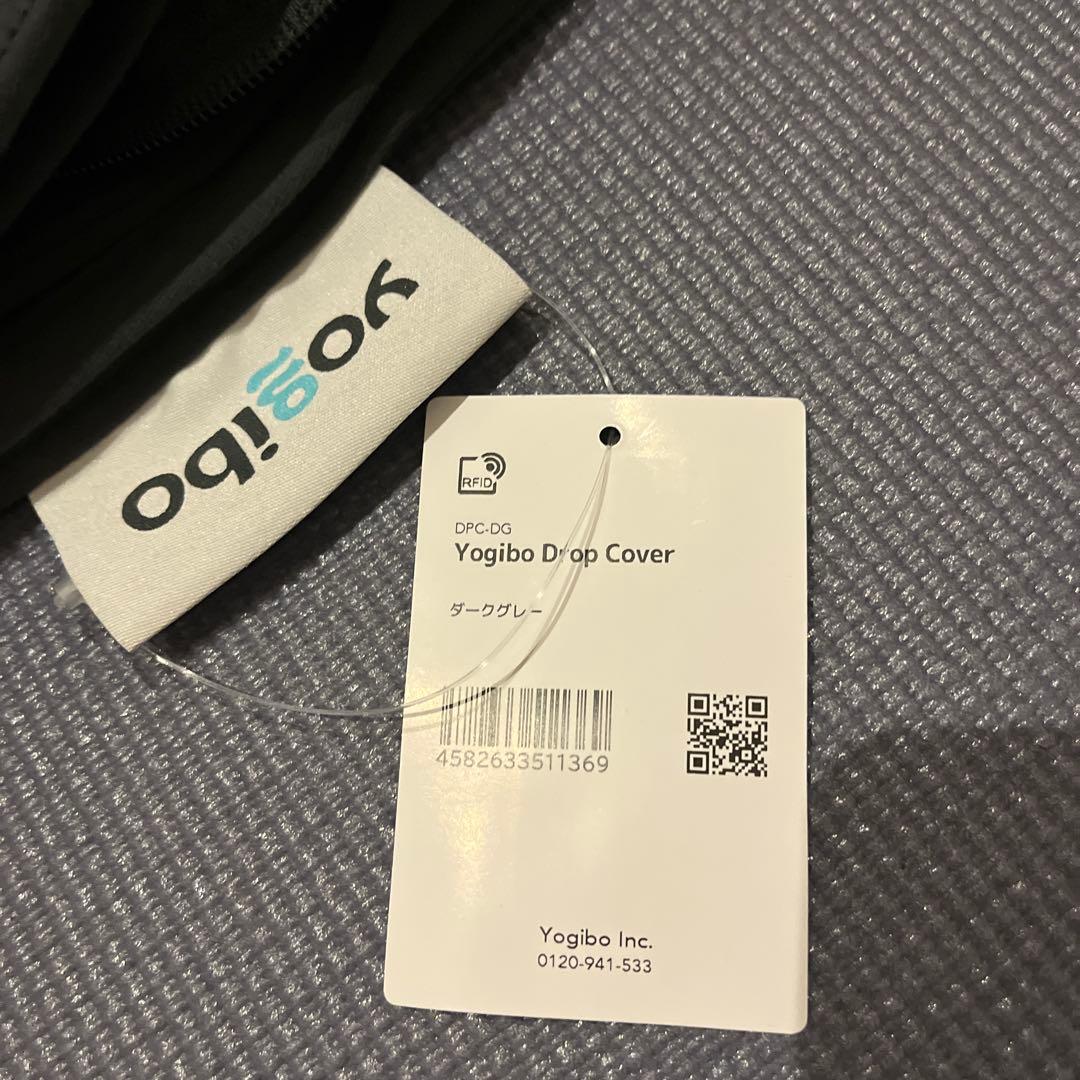 yogibo
RFID
DPC-DG
Yogibo Drop Cover
ダークグレー
4582633511369
Yogibo Inc.
0120-941-533